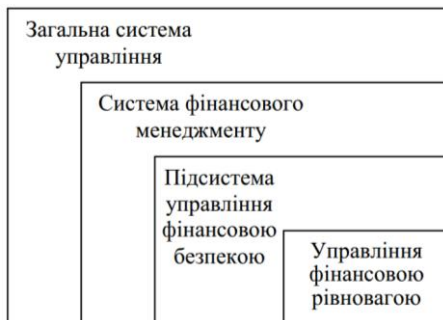 Загальна система
управління
Система фінансового
менеджменту
Підсистема
управління
фінансовою
безпекою
Управління
фінансовою
рівновагою